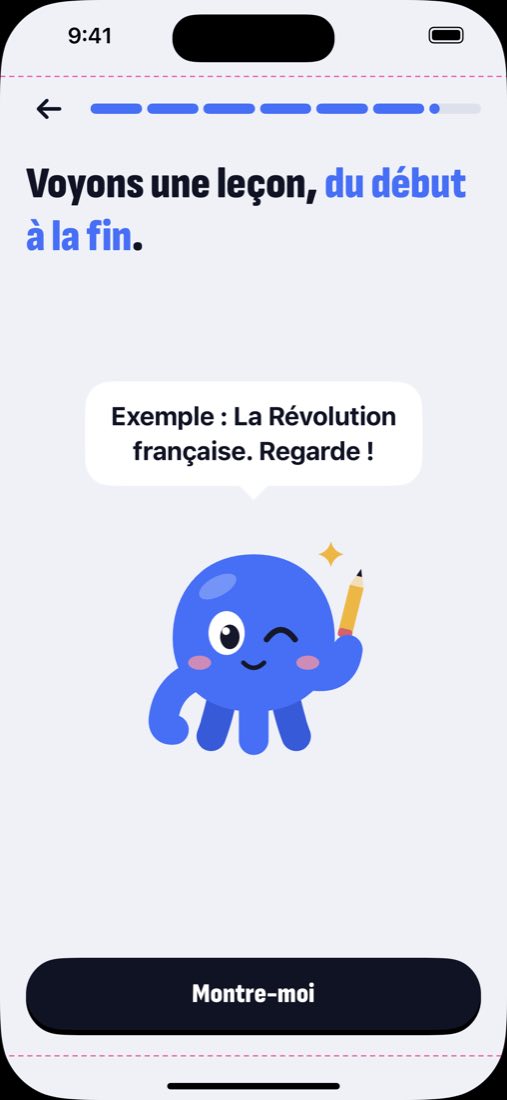 9:41
Voyons une leçon, du début
à la fin.
Exemple : La Révolution
française. Regarde !
Montre-moi